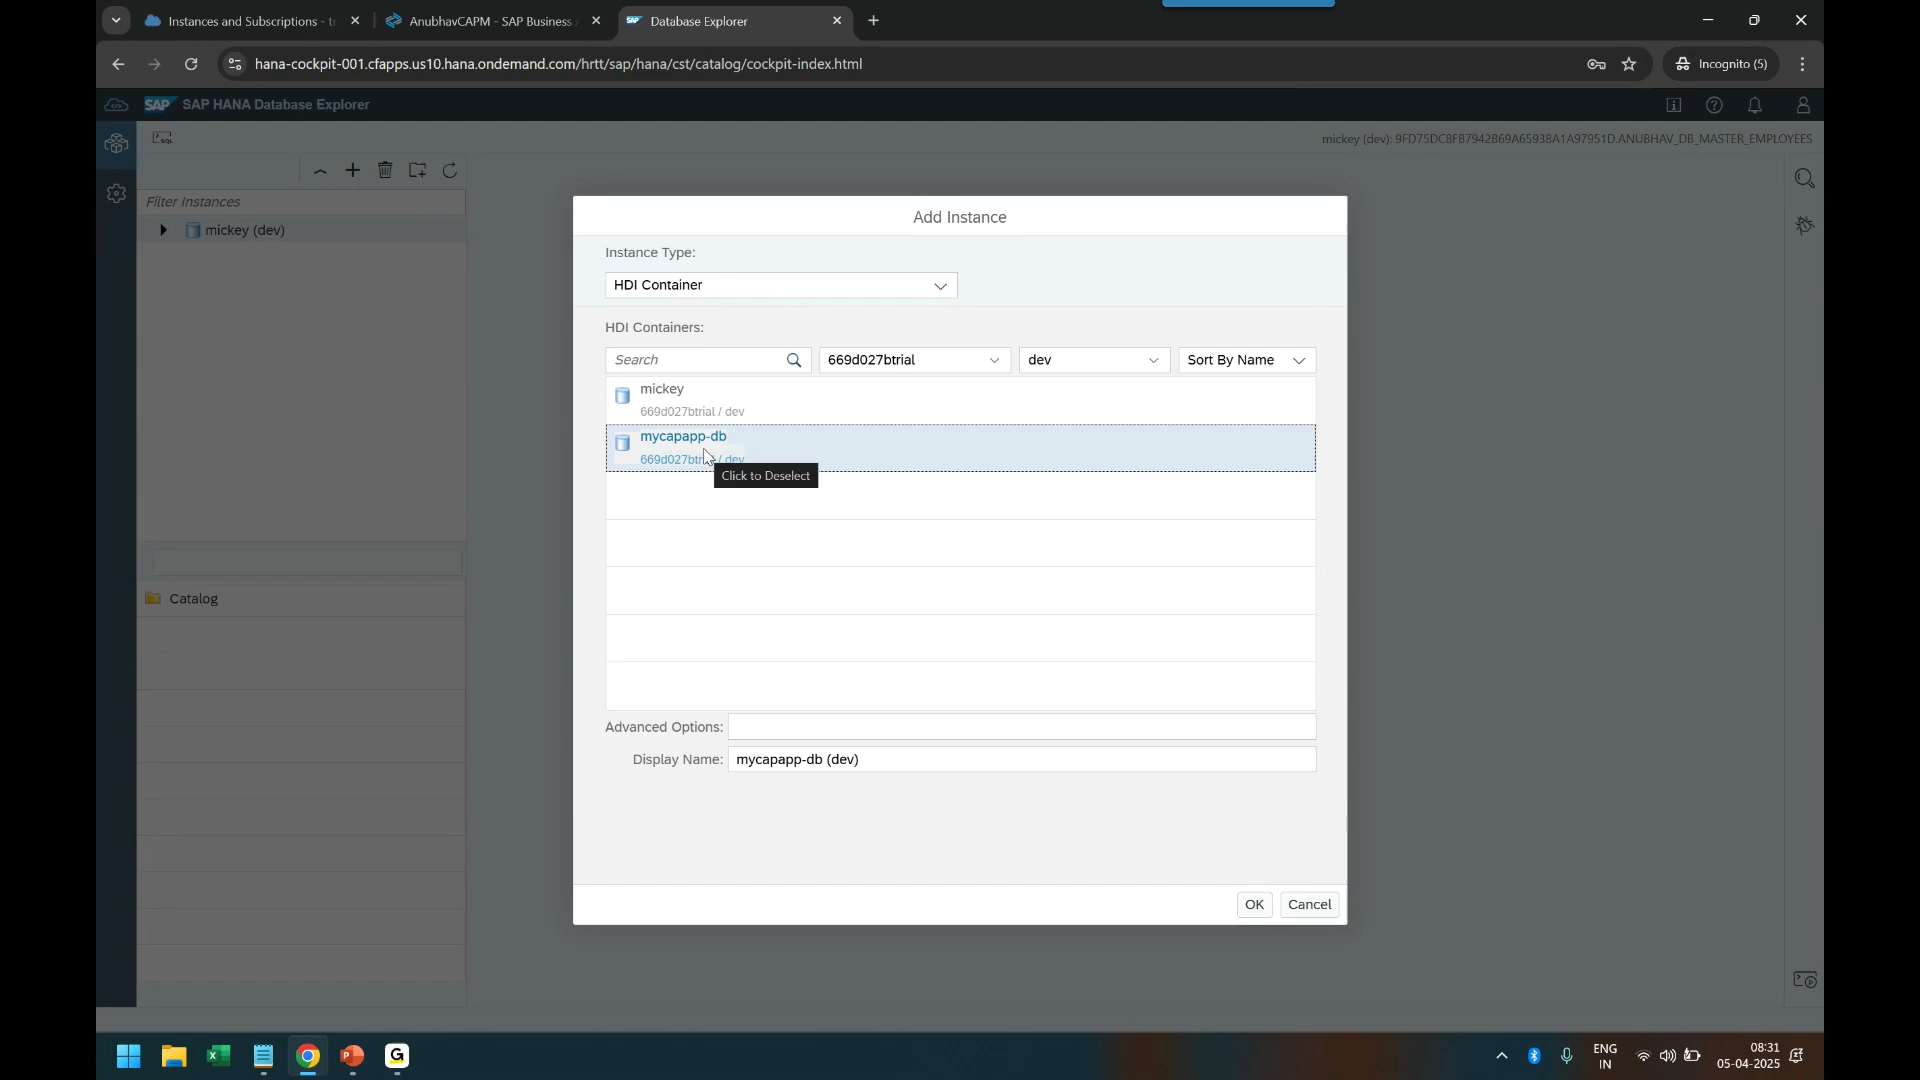 Instances and Subscriptions - t
AnubhavCAPM - SAP Business
SAP Database Explorer
hana-cockpit-001.cfapps.us10.hana.ondemand.com/hrtt/sap/hana/cst/catalog/cockpit-index.html
Incognito (5)
SAP SAP HANA Database Explorer
SQL
mickey (dev): 9FD75DC8FB7942B69A65938A1A97951D.ANUBHAV_DB_MASTER_EMPLOYEES
Filter Instances
mickey (dev)
Catalog
Add Instance
Instance Type:
HDI Container
HDI Containers:
Search
669d027btrial
dev
Sort By Name
mickey
669d027btrial / dev
mycapapp-db
669d027btri / dev
Click to Deselect
Advanced Options:
Display Name: mycapapp-db (dev)
OK
Cancel
ENG
IN
08:31
05-04-2025